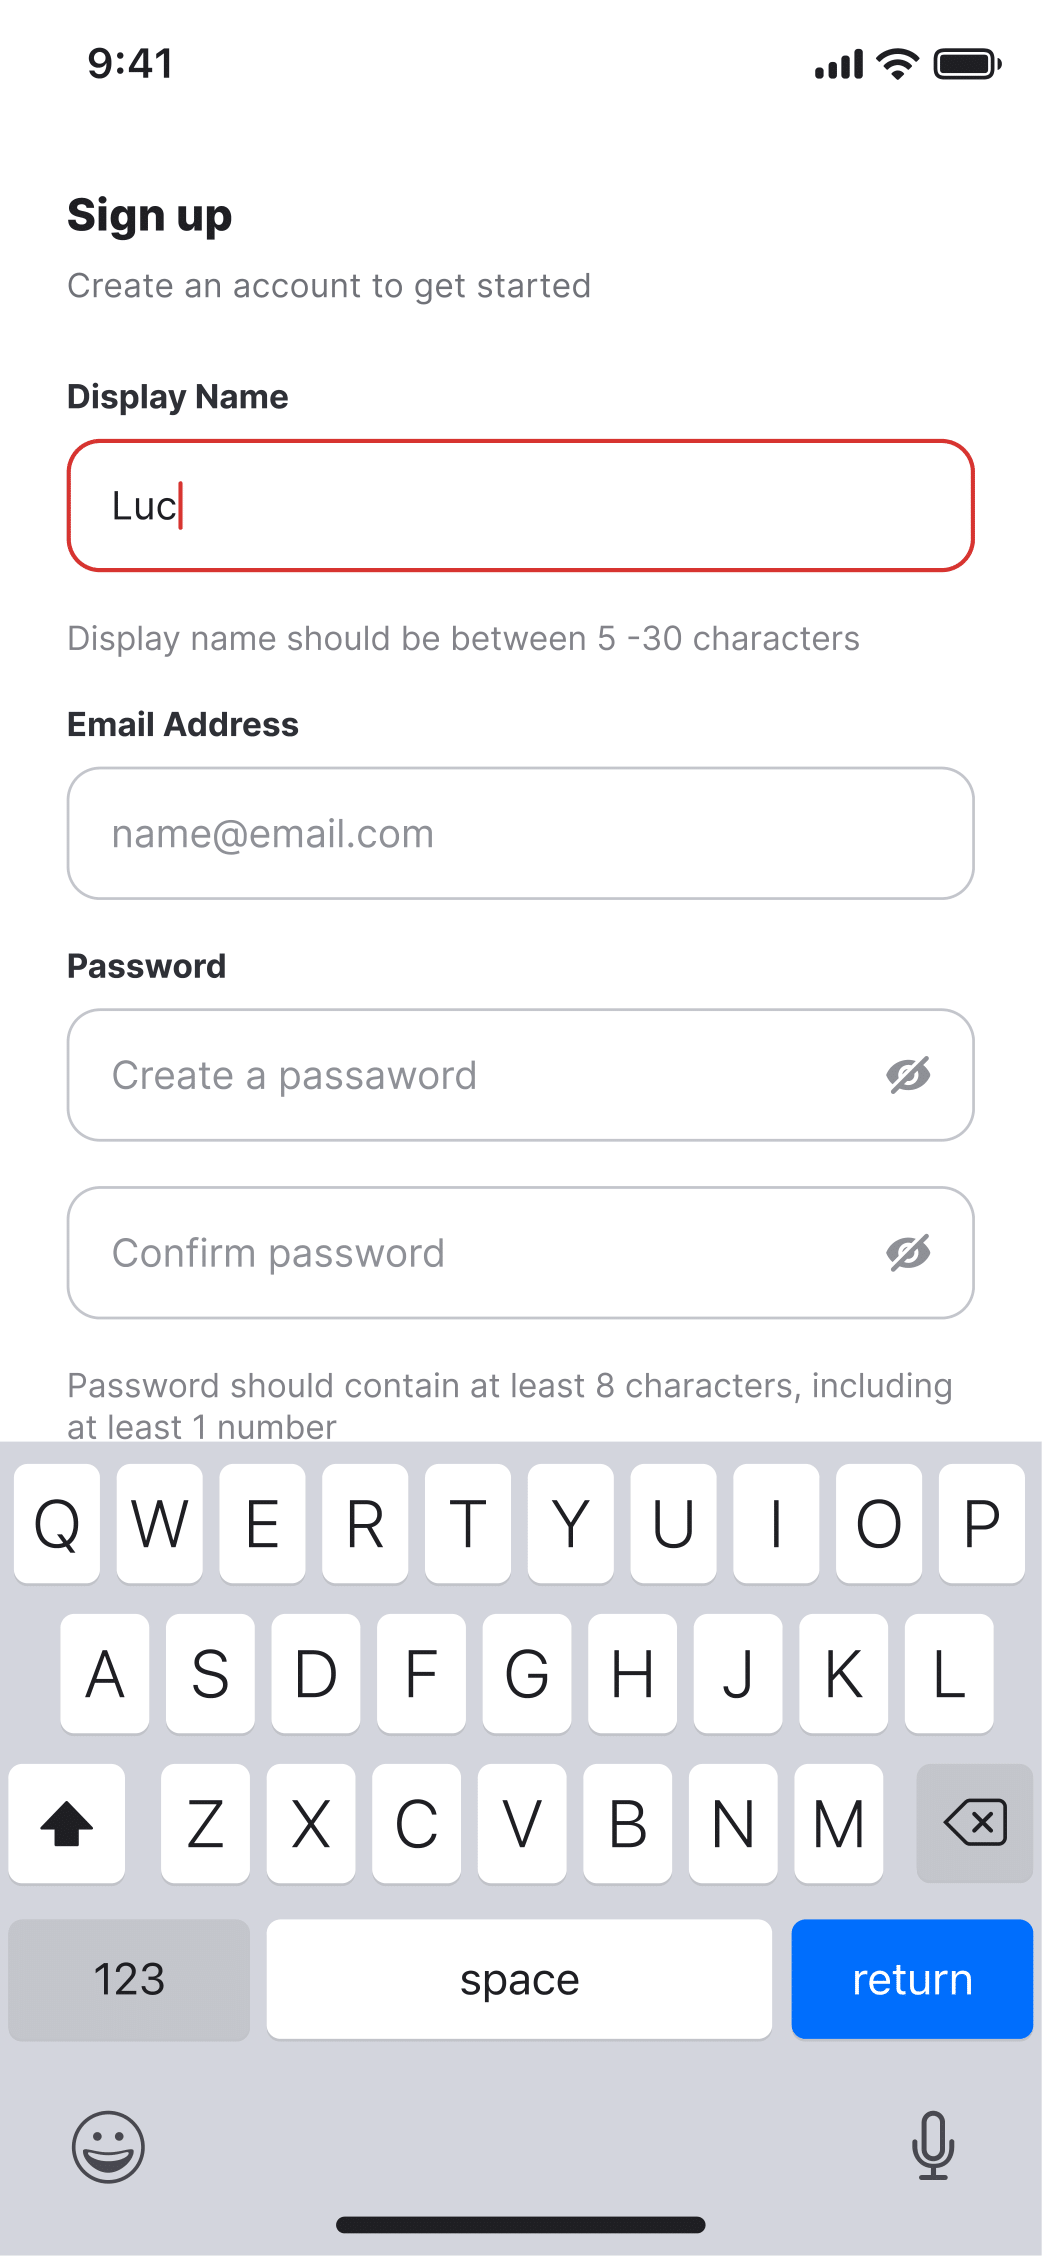 9:41
Sign up
Create an account to get started
Display Name
Luc
Display name should be between 5 -30 characters
Email Address
name@email.com
Password
Create a passaword
Confirm password
Password should contain at least 8 characters, including
at least 1 number
Q W E R T Y U I O P
A S D F G H J K L
Z X C V B N M
123 space return